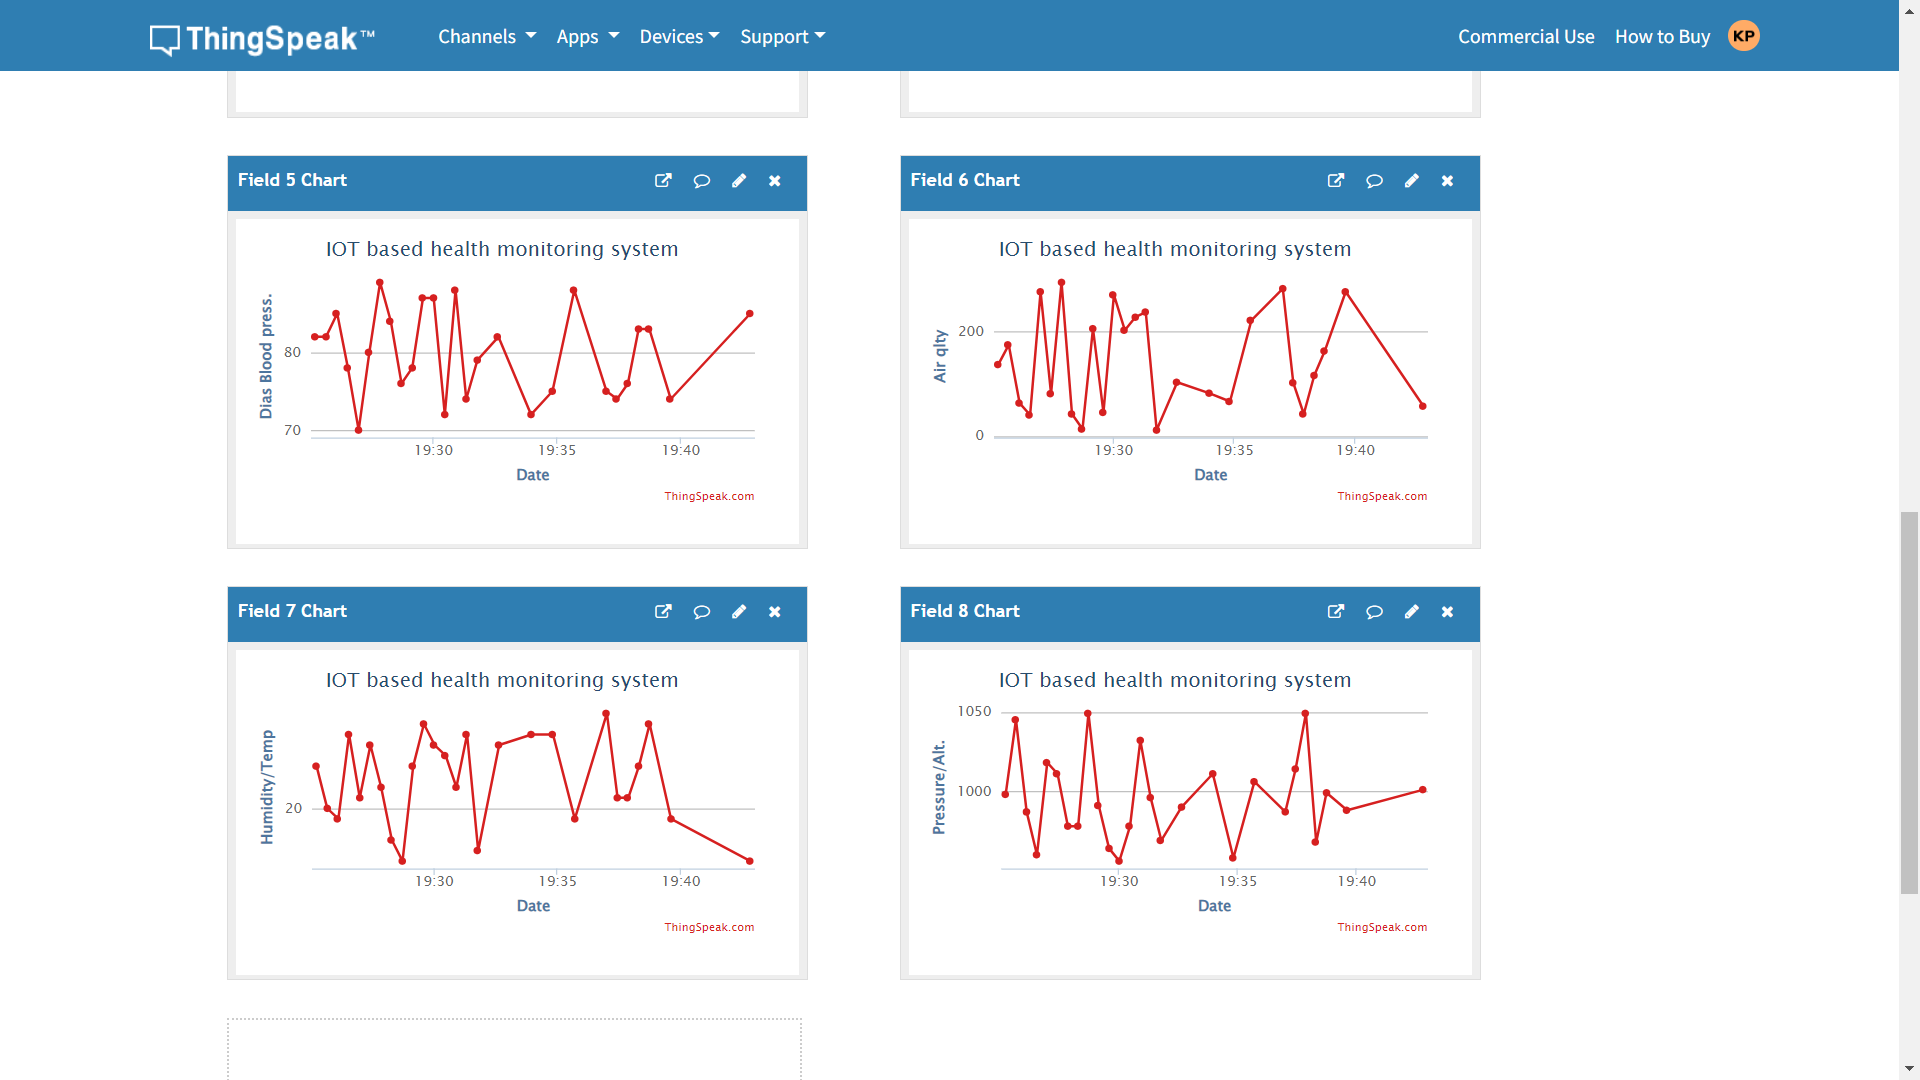 ThingSpeak™ Channels Apps Devices Support Commercial Use How to Buy KP
Field 5 Chart
IOT based health monitoring system
Dias Blood press.
80
70
19:30 19:35 19:40
Date
ThingSpeak.com
Field 6 Chart
IOT based health monitoring system
Air qlty
200
0
19:30 19:35 19:40
Date
ThingSpeak.com
Field 7 Chart
IOT based health monitoring system
Humidity/Temp
20
19:30 19:35 19:40
Date
ThingSpeak.com
Field 8 Chart
IOT based health monitoring system
Pressure/Alt.
1050
1000
19:30 19:35 19:40
Date
ThingSpeak.com